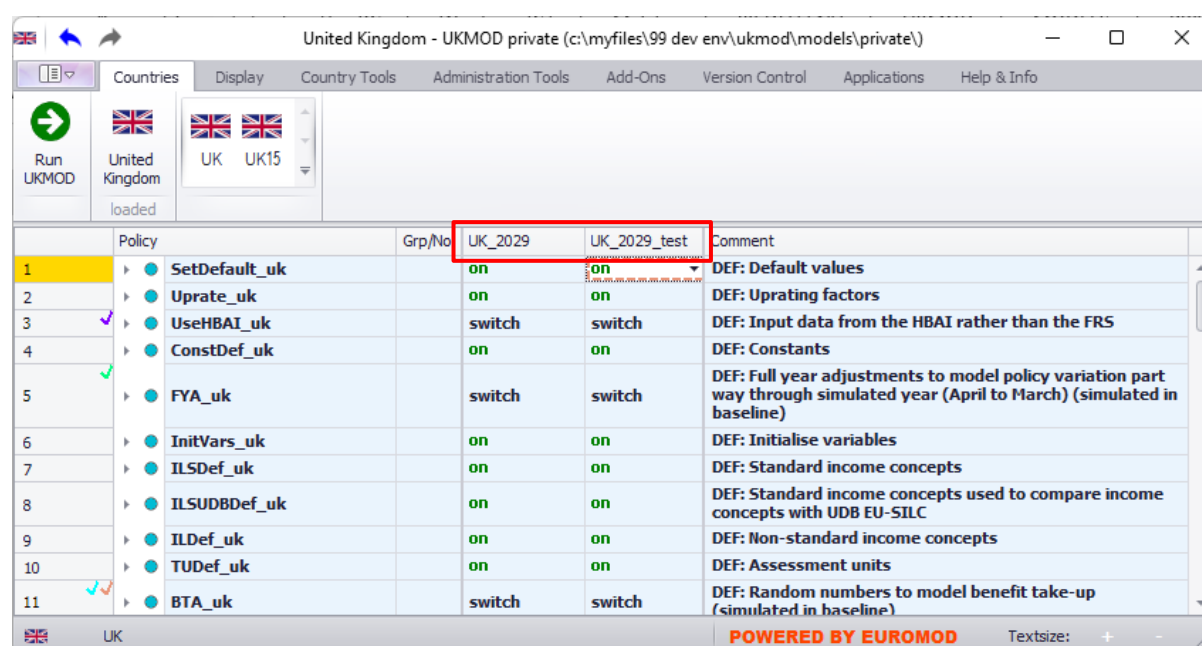 United Kingdom - UKMOD private (c:\myfiles\99 dev env\ukmod\models\private\)
Countries Display Country Tools Administration Tools Add-Ons Version Control Applications Help & Info
Run
UKMOD
United
Kingdom
loaded
UK UK15
Policy Grp/No UK_2029 UK_2029_test Comment
1 SetDefault_uk on on DEF: Default values
2 Uprate_uk on on DEF: Uprating factors
3 UseHBAI_uk switch switch DEF: Input data from the HBAI rather than the FRS
4 ConstDef_uk on on DEF: Constants
5 FYA_uk switch switch DEF: Full year adjustments to model policy variation part
way through simulated year (April to March) (simulated in
baseline)
6 InitVars_uk on on DEF: Initialise variables
7 ILSDef_uk on on DEF: Standard income concepts
8 ILSUDBDef_uk on on DEF: Standard income concepts used to compare income
concepts with UDB EU-SILC
9 ILDef_uk on on DEF: Non-standard income concepts
10 TUDef_uk on on DEF: Assessment units
11 BTA_uk switch switch DEF: Random numbers to model benefit take-up
(simulated in baseline)
UK POWERED BY EUROMOD Textsize: + -